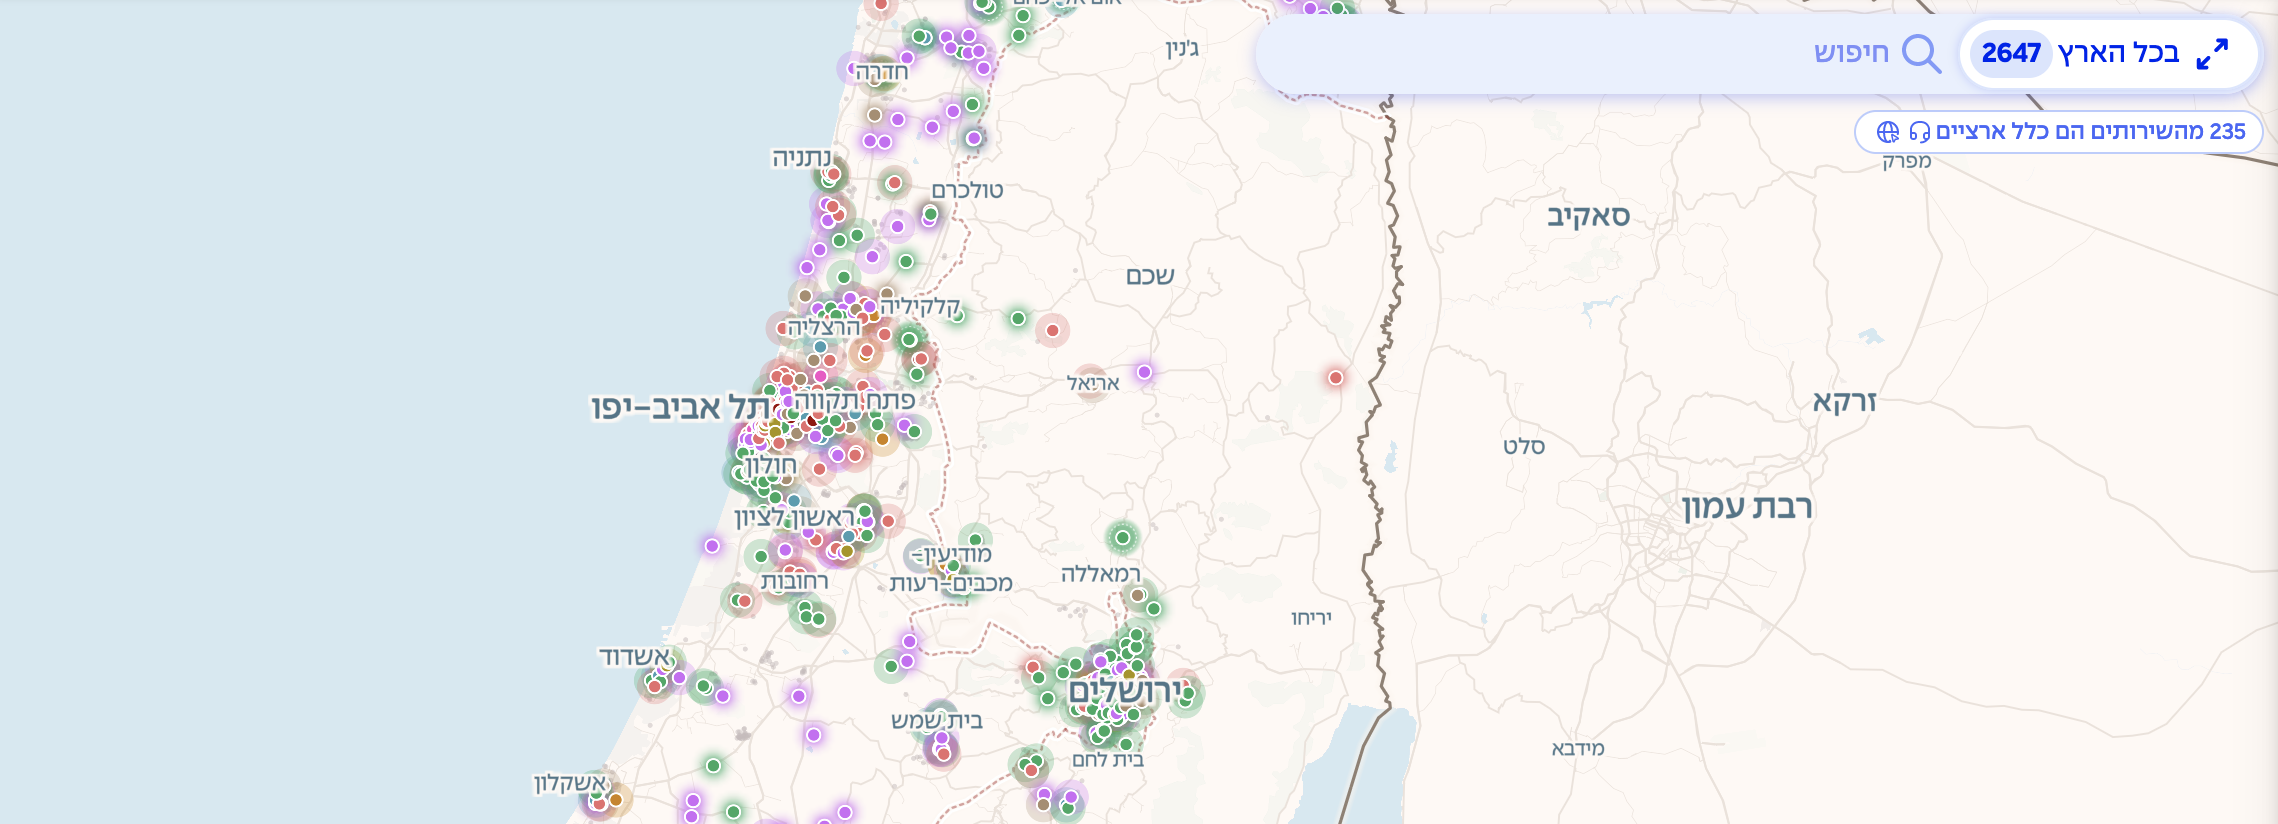 בכל הארץ 2647
חיפוש
235 מהשירותים הם כלל ארציים
ג'נין
חדרה
נתניה
טולכרם
מפרק
סאקיב
שכם
קלקיליה
הרצליה
אריאל
פתח תקווה
תל אביב-יפו
זרקא
סלט
חולון
רבת עמון
ראשון לציון
מודיעין-
מכבים-רעות
רמאללה
רחובות
יריחו
אשדוד
ירושלים
בית שמש
מידבא
בית לחם
אשקלון